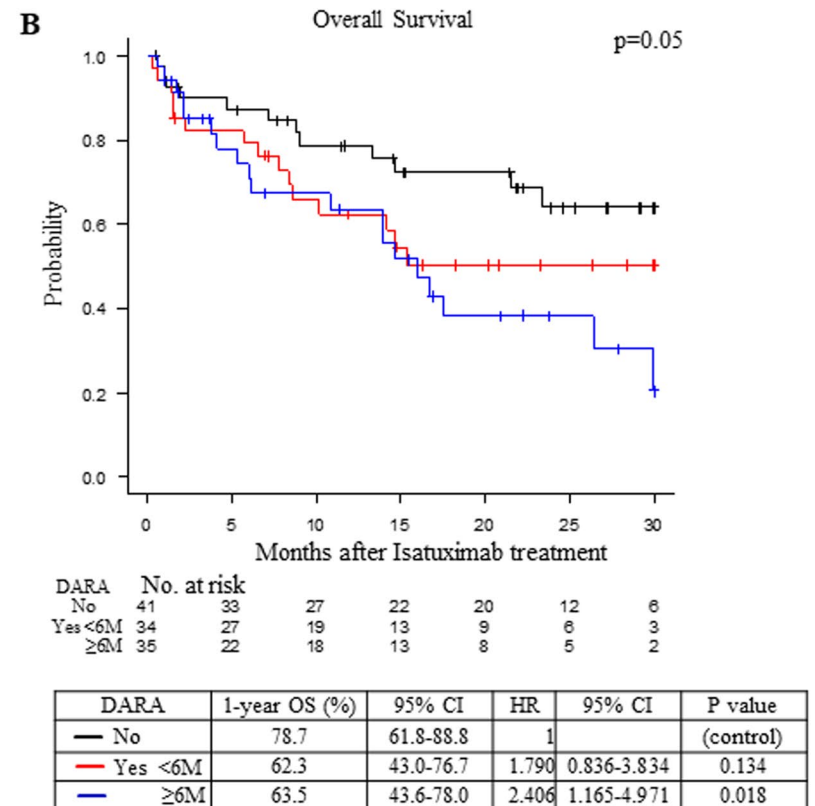 B
Overall Survival
p=0.05
1.0
0.8
0.6
0.4
0.2
0.0
Probability
0 5 10 15 20 25 30
Months after Isatuximab treatment
DARA No. at risk
No 41 33 27 22 20 12 6
Yes <6M 34 27 19 13 9 6 3
≥6M 35 22 18 13 8 5 2
DARA 1-year OS (%) 95% CI HR 95% CI P value
No 78.7 61.8-88.8 1 (control)
Yes <6M 62.3 43.0-76.7 1.790 0.836-3.834 0.134
≥6M 63.5 43.6-78.0 2.406 1.165-4.971 0.018